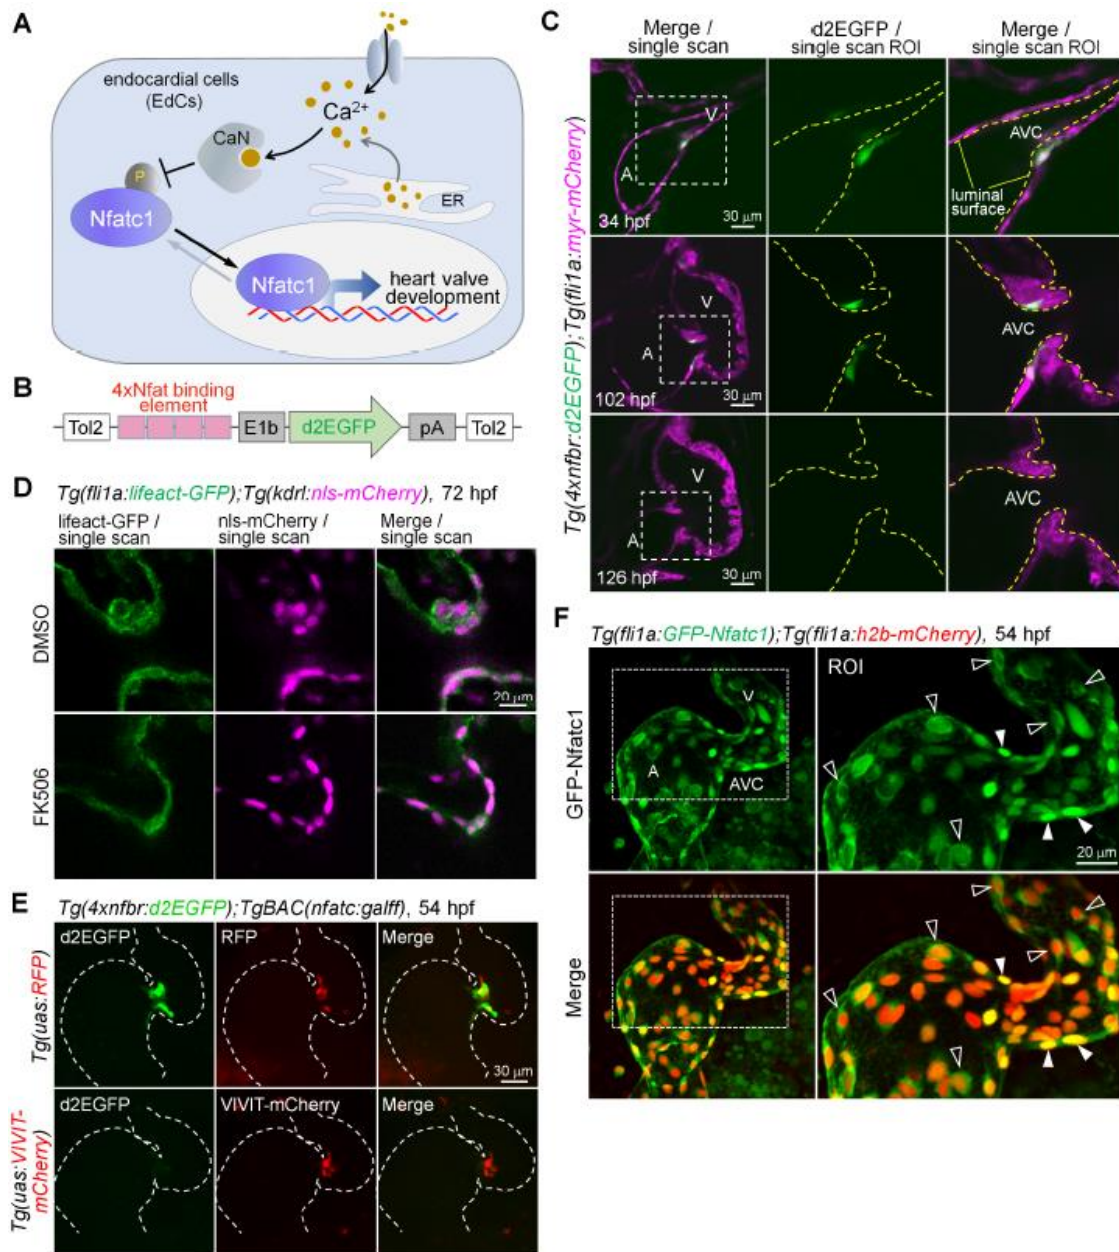 A
endocardial cells
(EdCs)
Ca2+
CaN
P
Nfatc1
ER
Nfatc1
heart valve
development
B
4xNfat binding
element
Tol2
E1b
d2EGFP
pA
Tol2
C
Merge /
single scan
d2EGFP /
single scan ROI
Merge /
single scan ROI
Tg(4xnfbr:d2EGFP);Tg(fli1a:myr-mCherry)
V
A
34 hpf
30 μm
AVC
luminal
surface
V
A
102 hpf
30 μm
AVC
V
A
126 hpf
30 μm
AVC
D
Tg(fli1a:lifeact-GFP);Tg(kdrl:nls-mCherry), 72 hpf
lifeact-GFP /
single scan
nls-mCherry /
single scan
Merge /
single scan
DMSO
20 μm
FK506
E
Tg(4xnfbr:d2EGFP);TgBAC(nfatc:galff), 54 hpf
Tg(uas:RFP)
d2EGFP
RFP
Merge
30 μm
Tg(uas:VIVIT-
mCherry)
d2EGFP
VIVIT-mCherry
Merge
F
Tg(fli1a:GFP-Nfatc1);Tg(fli1a:h2b-mCherry), 54 hpf
GFP-Nfatc1
V
A
AVC
ROI
20 μm
Merge